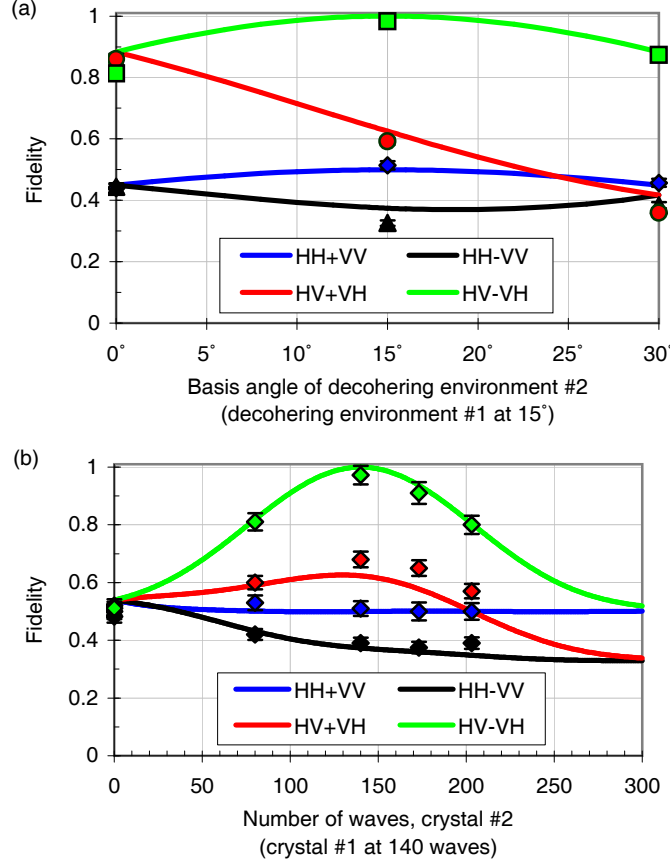 (a)
1
0.8
0.6
0.4
0.2
0
Fidelity
HH+VV
HH-VV
HV+VH
HV-VH
0° 5° 10° 15° 20° 25° 30°
Basis angle of decohering environment #2
(decohering environment #1 at 15°)
(b)
1
0.8
0.6
0.4
0.2
0
Fidelity
HH+VV
HH-VV
HV+VH
HV-VH
0 50 100 150 200 250 300
Number of waves, crystal #2
(crystal #1 at 140 waves)